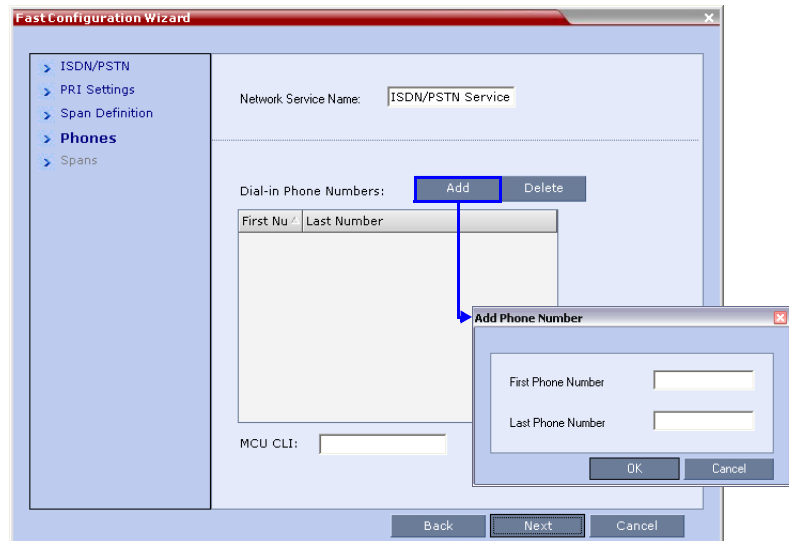 Fast Configuration Wizard
ISDN/PSTN
PRI Settings
Span Definition
Phones
Spans
Network Service Name: ISDN/PSTN Service
Dial-in Phone Numbers: Add Delete
First Nu Last Number
MCU CLI:
Add Phone Number
First Phone Number
Last Phone Number
OK Cancel
Back Next Cancel